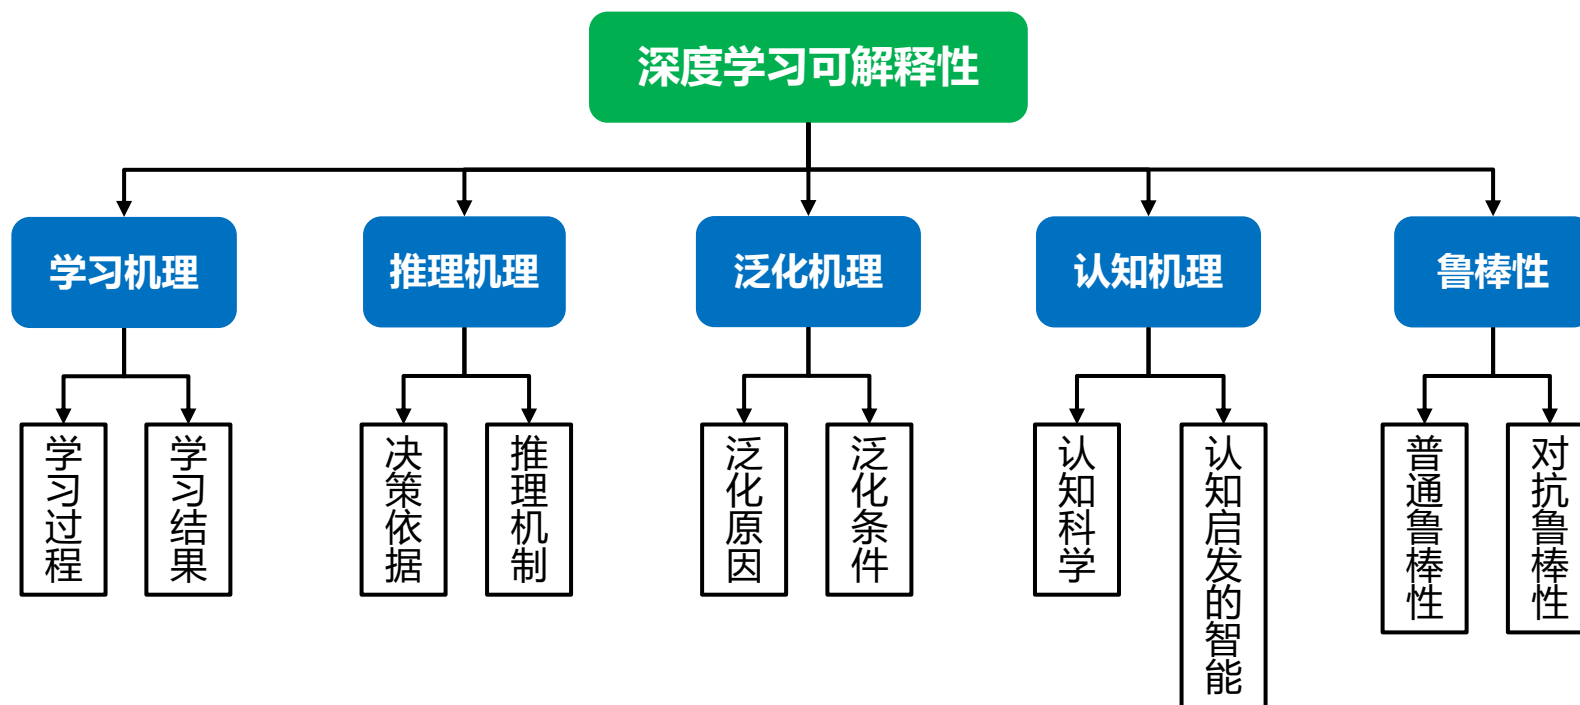 深度学习可解释性
学习机理
推理机理
泛化机理
认知机理
鲁棒性
学习过程
学习结果
决策依据
推理机制
泛化原因
泛化条件
认知科学
认知启发的智能
普通鲁棒性
对抗鲁棒性